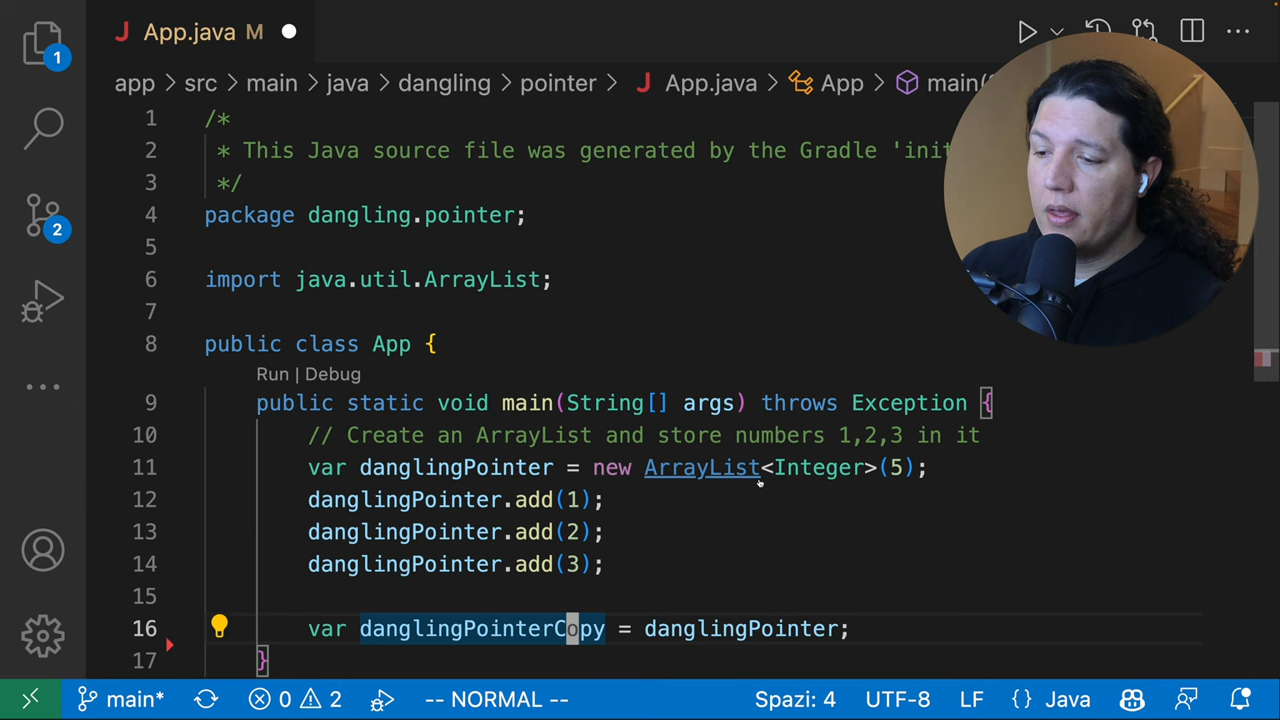 J App.java M
1
app > src > main > java > dangling > pointer > J App.java > App > main(
1 /*
2 * This Java source file was generated by the Gradle 'init
3 */
4 package dangling.pointer;
5
6 import java.util.ArrayList;
7
8 public class App {
Run | Debug
9 public static void main(String[] args) throws Exception {
10 // Create an ArrayList and store numbers 1,2,3 in it
11 var danglingPointer = new ArrayList<Integer>(5);
12 danglingPointer.add(1);
13 danglingPointer.add(2);
14 danglingPointer.add(3);
15
16 var danglingPointerCopy = danglingPointer;
17 }
2
main* 0 2 -- NORMAL -- Spazi: 4 UTF-8 LF {} Java